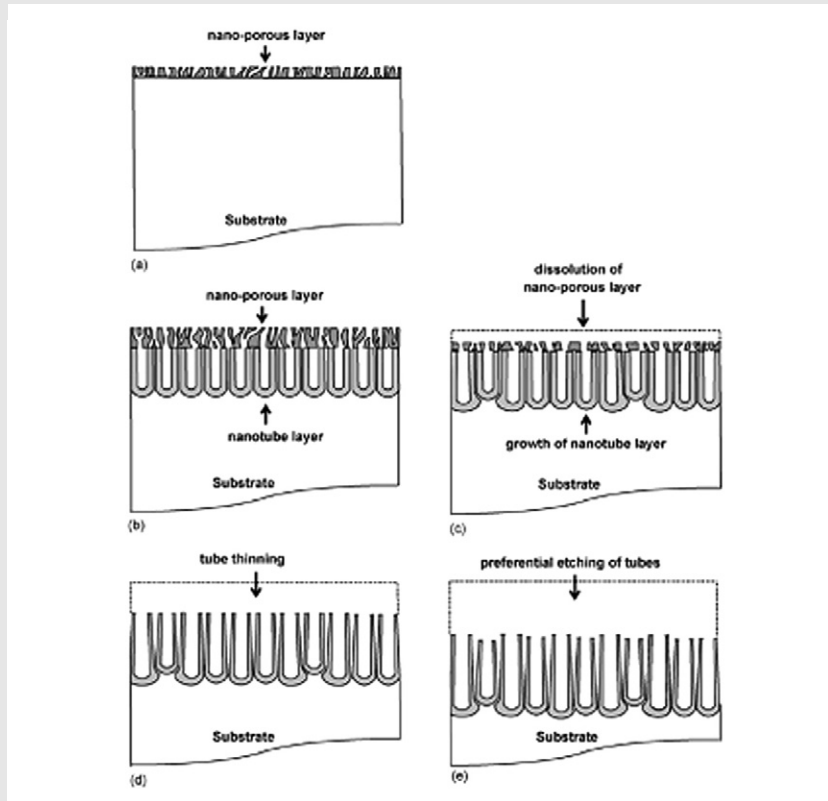 nano-porous layer
Substrate
(a)
nano-porous layer
nanotube layer
Substrate
(b)
dissolution of
nano-porous layer
growth of nanotube layer
Substrate
(c)
tube thinning
Substrate
(d)
preferential etching of tubes
Substrate
(e)